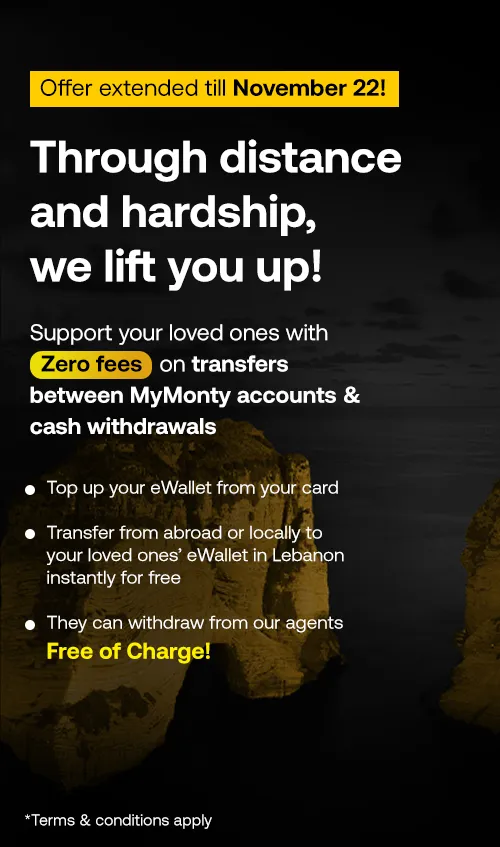 Offer extended till November 22!
Through distance
and hardship,
we lift you up!
Support your loved ones with
Zero fees on transfers
between MyMonty accounts &
cash withdrawals
Top up your eWallet from your card
Transfer from abroad or locally to
your loved ones’ eWallet in Lebanon
instantly for free
They can withdraw from our agents
Free of Charge!
*Terms & conditions apply